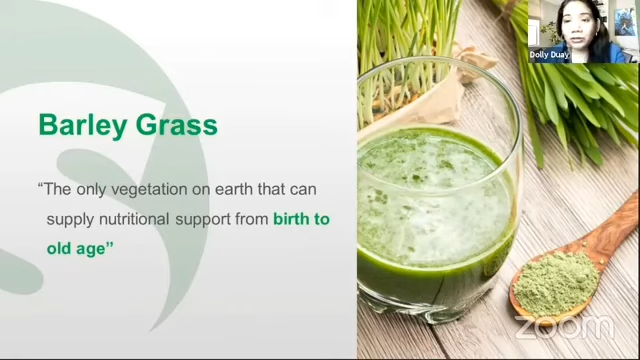 Dolly Duay
Barley Grass
“The only vegetation on earth that can
supply nutritional support from birth to
old age”
zoom